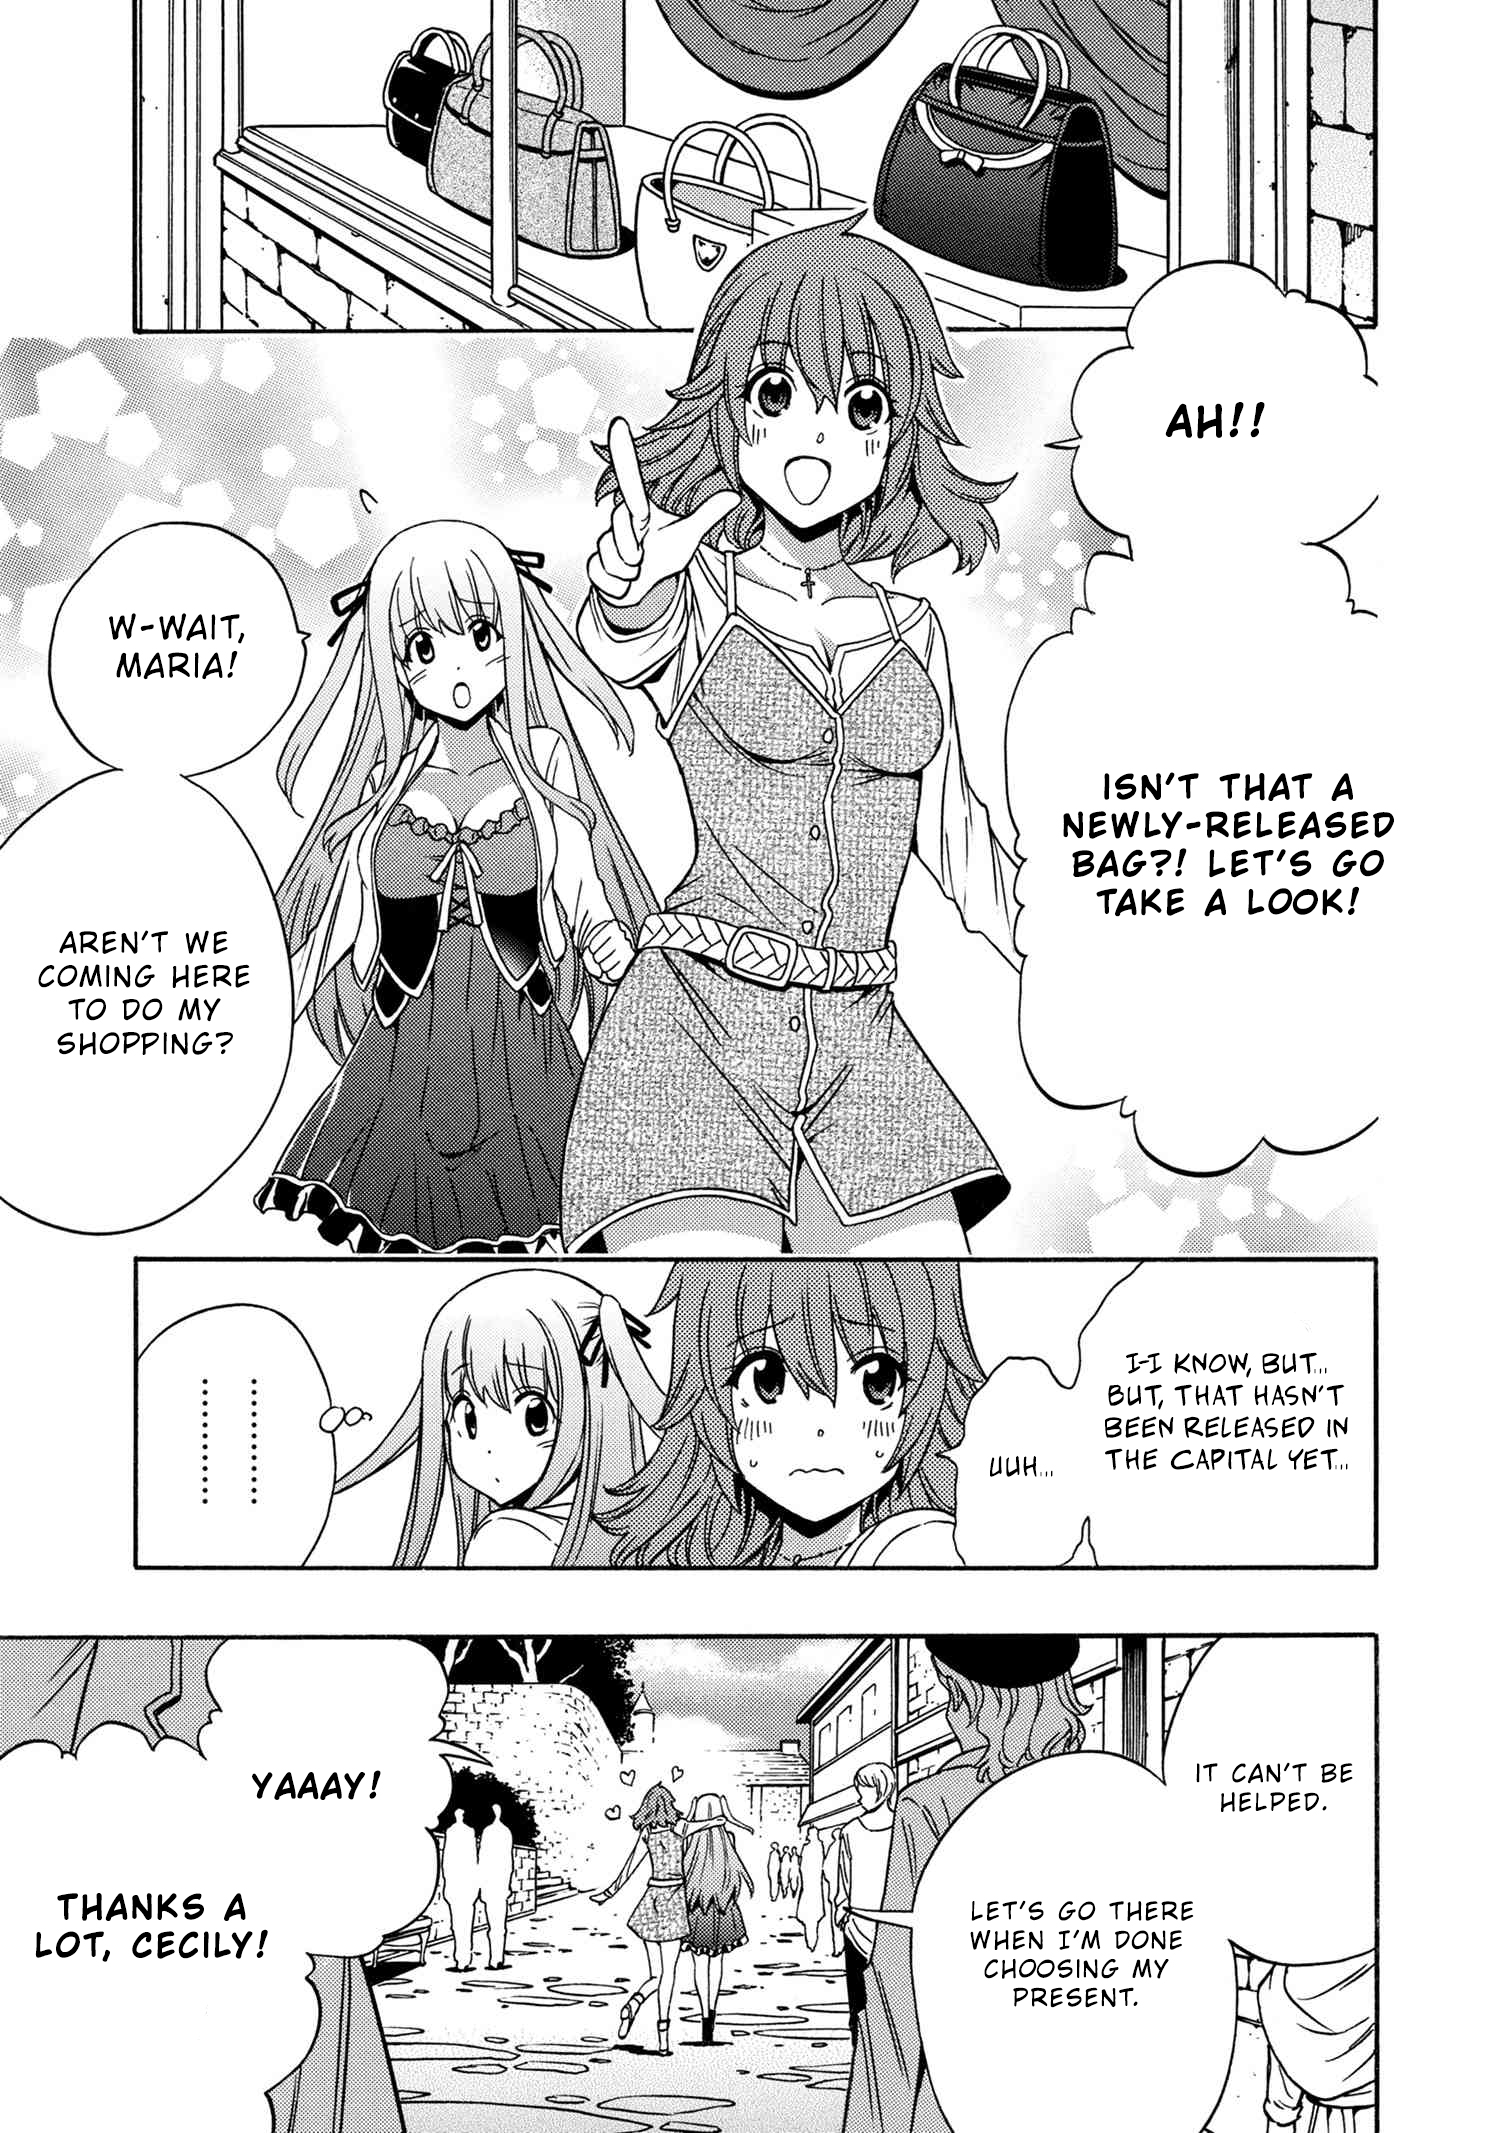 AH!!
ISN'T THAT A
NEWLY-RELEASED
BAG?! LET'S GO
TAKE A LOOK!
W-WAIT,
MARIA!
AREN'T WE
COMING HERE
TO DO MY
SHOPPING?
I-I KNOW, BUT...
BUT, THAT HASN'T
BEEN RELEASED IN
THE CAPITAL YET...
UUH...
IT CAN'T BE
HELPED.
LET'S GO THERE
WHEN I'M DONE
CHOOSING MY
PRESENT.
YAAAY!
THANKS A
LOT, CECILY!